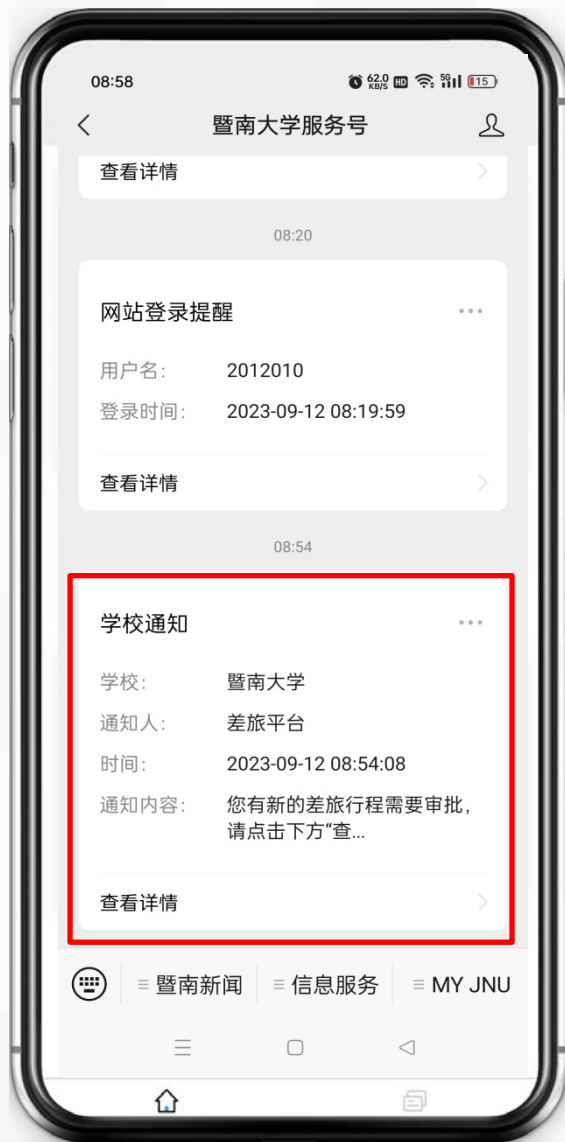 08:58
62.0 KB/S HD 5G 15
暨南大学服务号
查看详情
08:20
网站登录提醒
用户名: 2012010
登录时间: 2023-09-12 08:19:59
查看详情
08:54
学校通知
学校: 暨南大学
通知人: 差旅平台
时间: 2023-09-12 08:54:08
通知内容: 您有新的差旅行程需要审批,
请点击下方“查...
查看详情
暨南新闻 信息服务 MY JNU